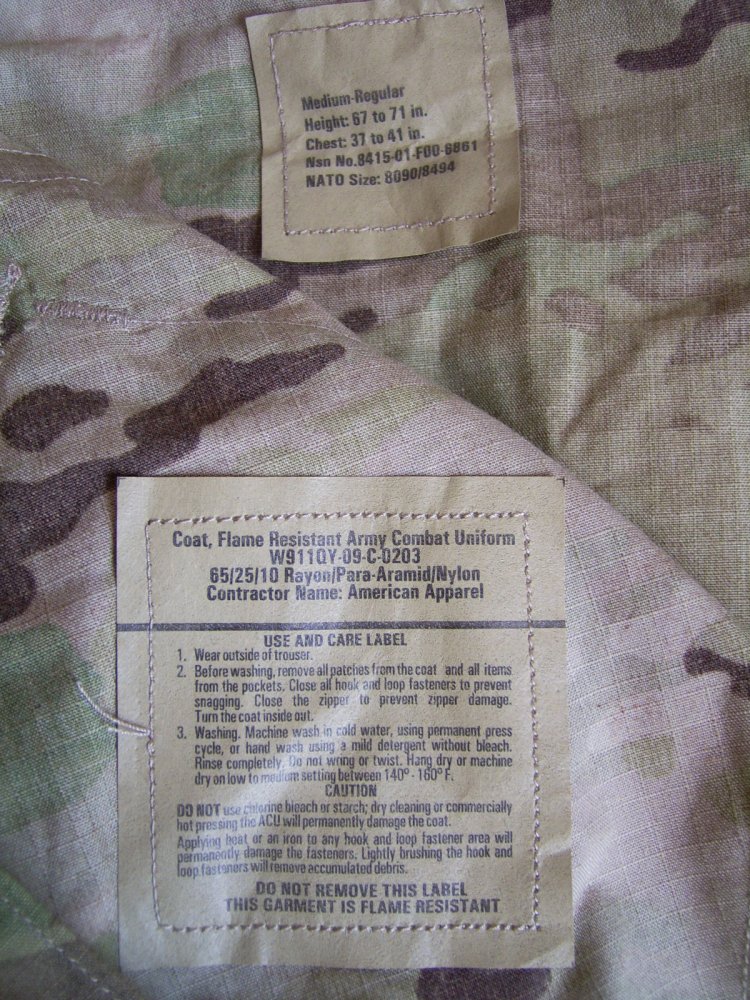 Medium-Regular
Height: 67 to 71 in.
Chest: 37 to 41 in.
Nsn No.8415-01-F00-6861
NATO Size: 8090/8494
Coat, Flame Resistant Army Combat Uniform
W911QY-09-C-0203
65/25/10 Rayon/Para-Aramid/Nylon
Contractor Name: American Apparel
USE AND CARE LABEL
1. Wear outside of trouser.
2. Before washing, remove all patches from the coat and all items
from the pockets. Close all hook and loop fasteners to prevent
snagging. Close the zipper to prevent zipper damage.
Turn the coat inside out.
3. Washing. Machine wash in cold water, using permanent press
cycle, or hand wash using a mild detergent without bleach.
Rinse completely. Do not wring or twist. Hang dry or machine
dry on low to medium setting between 140° - 160° F.
CAUTION
DO NOT use chlorine bleach or starch; dry cleaning or commercially
hot pressing the ACU will permanently damage the coat.
Applying heat or an iron to any hook and loop fastener area will
permanently damage the fasteners. Lightly brushing the hook and
loop fasteners will remove accumulated debris.
DO NOT REMOVE THIS LABEL
THIS GARMENT IS FLAME RESISTANT